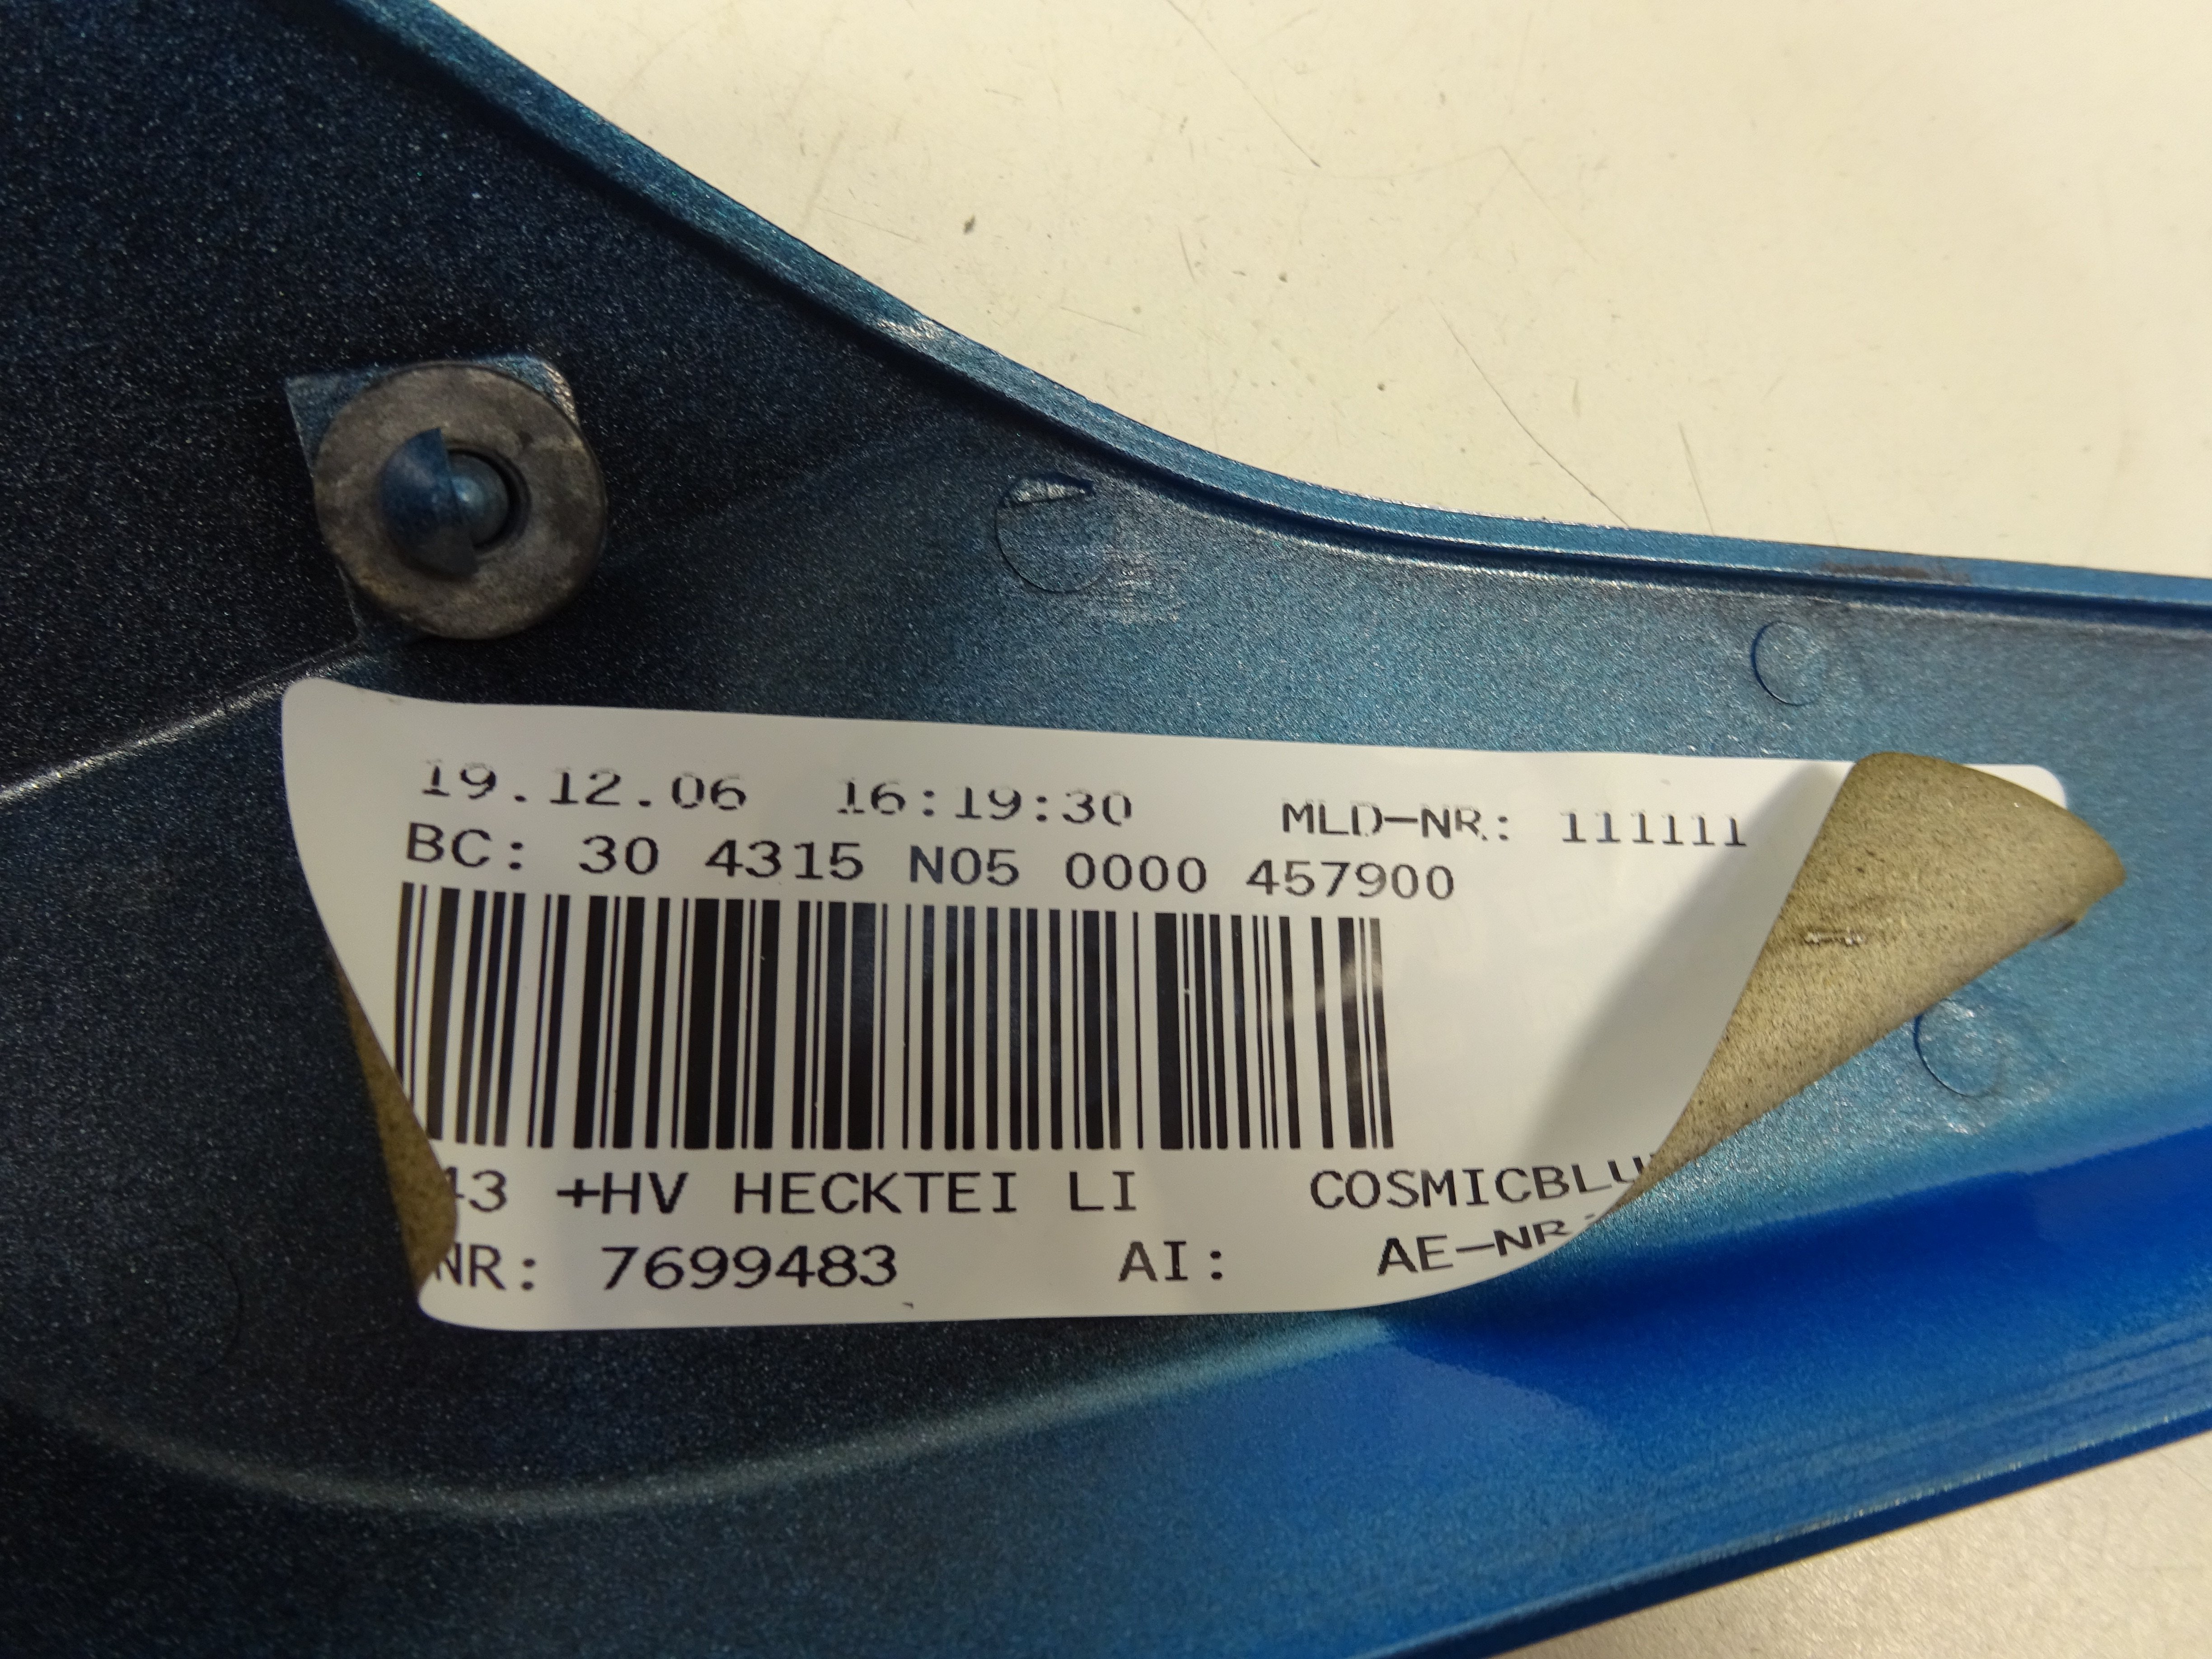 19.12.06 16:19:30 MLD-NR.: 111111
BC: 30 4315 N05 0000 457900
43 +HV HECKTEI LI COSMICBLU
NR: 7699483 AI: AE-NR.: